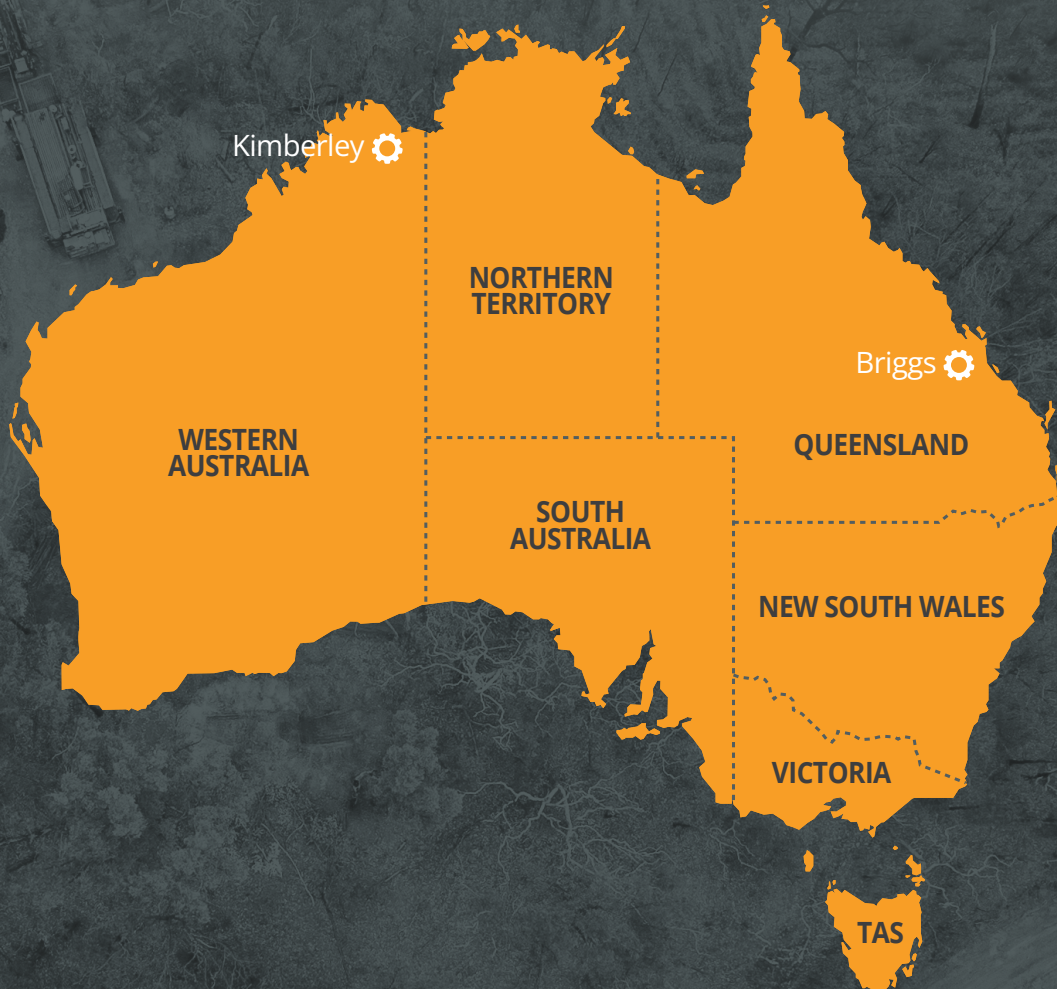 Kimberley
NORTHERN
TERRITORY
Briggs
WESTERN
AUSTRALIA
QUEENSLAND
SOUTH
AUSTRALIA
NEW SOUTH WALES
VICTORIA
TAS